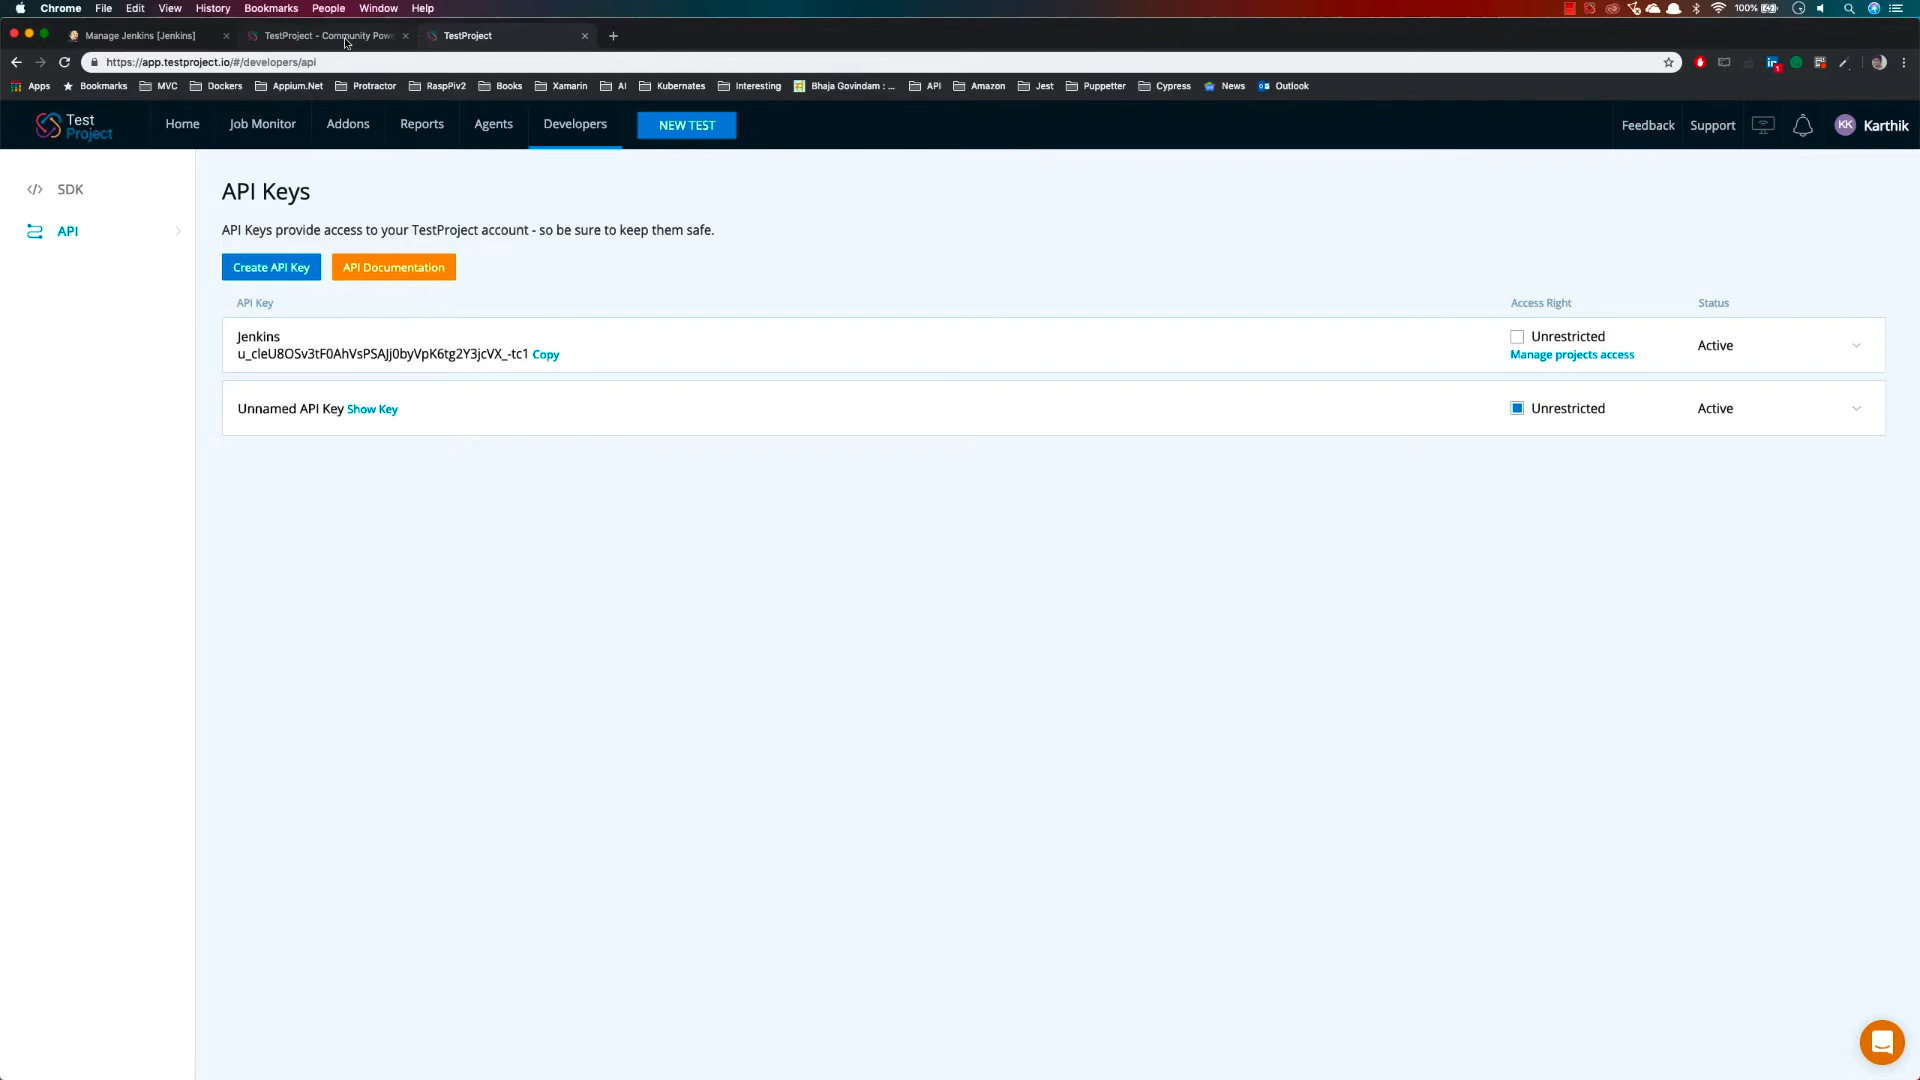 Chrome File Edit View History Bookmarks People Window Help 100%
Manage Jenkins [Jenkins] TestProject - Community Powe TestProject
https://app.testproject.io/#/developers/api
Apps Bookmarks MVC Dockers Appium.Net Protractor RaspPiv2 Books Xamarin AI Kubernates Interesting Bhaja Govindam : ... API Amazon Jest Puppetter Cypress News Outlook
Test Project Home Job Monitor Addons Reports Agents Developers NEW TEST Feedback Support KK Karthik
SDK
API
API Keys
API Keys provide access to your TestProject account - so be sure to keep them safe.
Create API Key API Documentation
API Key Access Right Status
Jenkins Unrestricted
u_cleU8OSv3tF0AhVsPSAJj0byVpK6tg2Y3jcVX_-tc1 Copy Manage projects access Active
Unnamed API Key Show Key Unrestricted Active